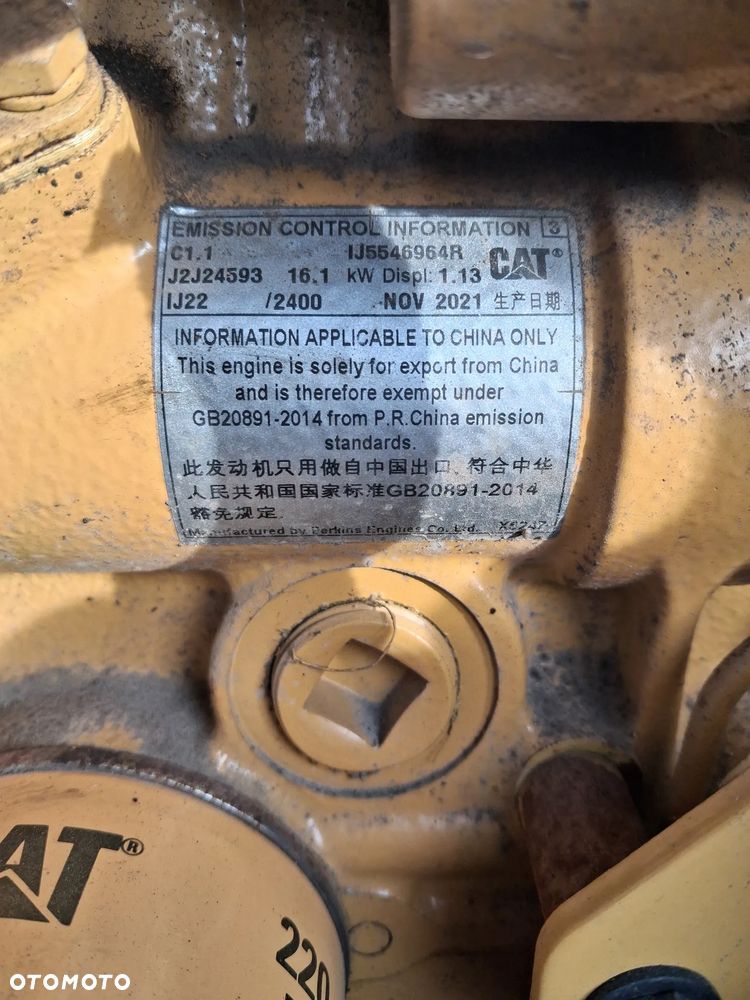 EMISSION CONTROL INFORMATION 3
C1.1 IJ5546964R CAT®
J2J24593 16.1 kW Displ: 1.13
IJ22 /2400 NOV 2021 生产日期
INFORMATION APPLICABLE TO CHINA ONLY
This engine is solely for export from China
and is therefore exempt under
GB20891-2014 from P.R.China emission
standards.
此发动机只用做自中国出口, 符合中华
人民共和国国家标准GB20891-2014
豁免规定.
Manufactured by Perkins Engines Co. Ltd.
CAT®
220
OTOMOTO